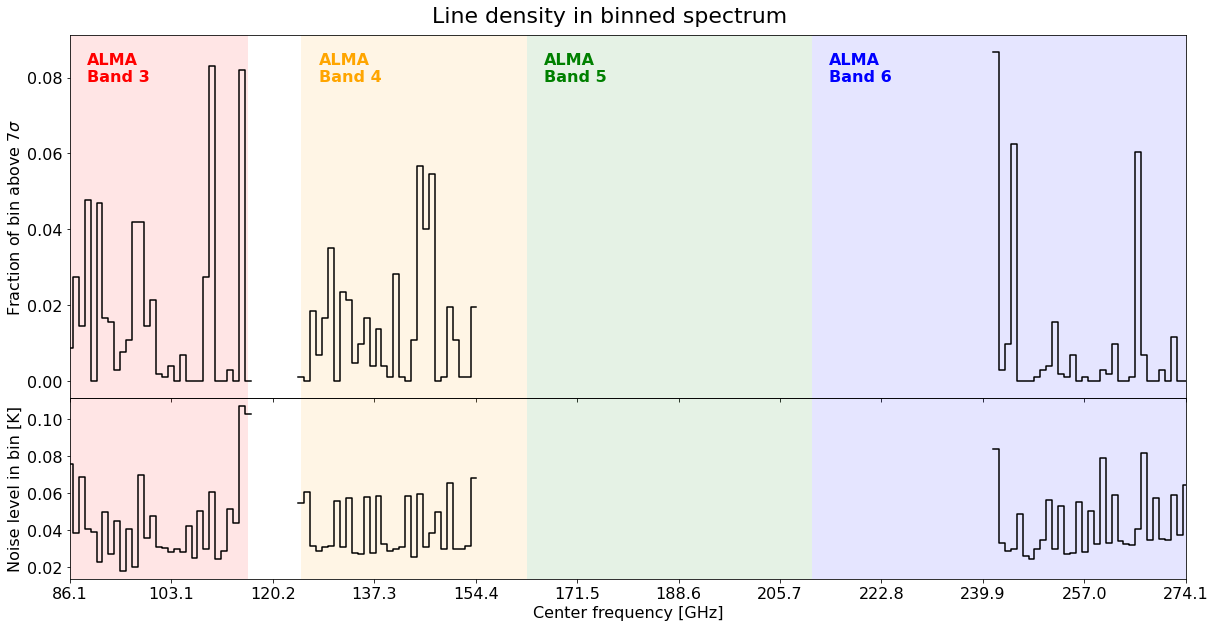 Line density in binned spectrum
ALMA
Band 3
ALMA
Band 4
ALMA
Band 5
ALMA
Band 6
Fraction of bin above 7σ
0.08
0.06
0.04
0.02
0.00
Noise level in bin [K]
0.10
0.08
0.06
0.04
0.02
86.1 103.1 120.2 137.3 154.4 171.5 188.6 205.7 222.8 239.9 257.0 274.1
Center frequency [GHz]